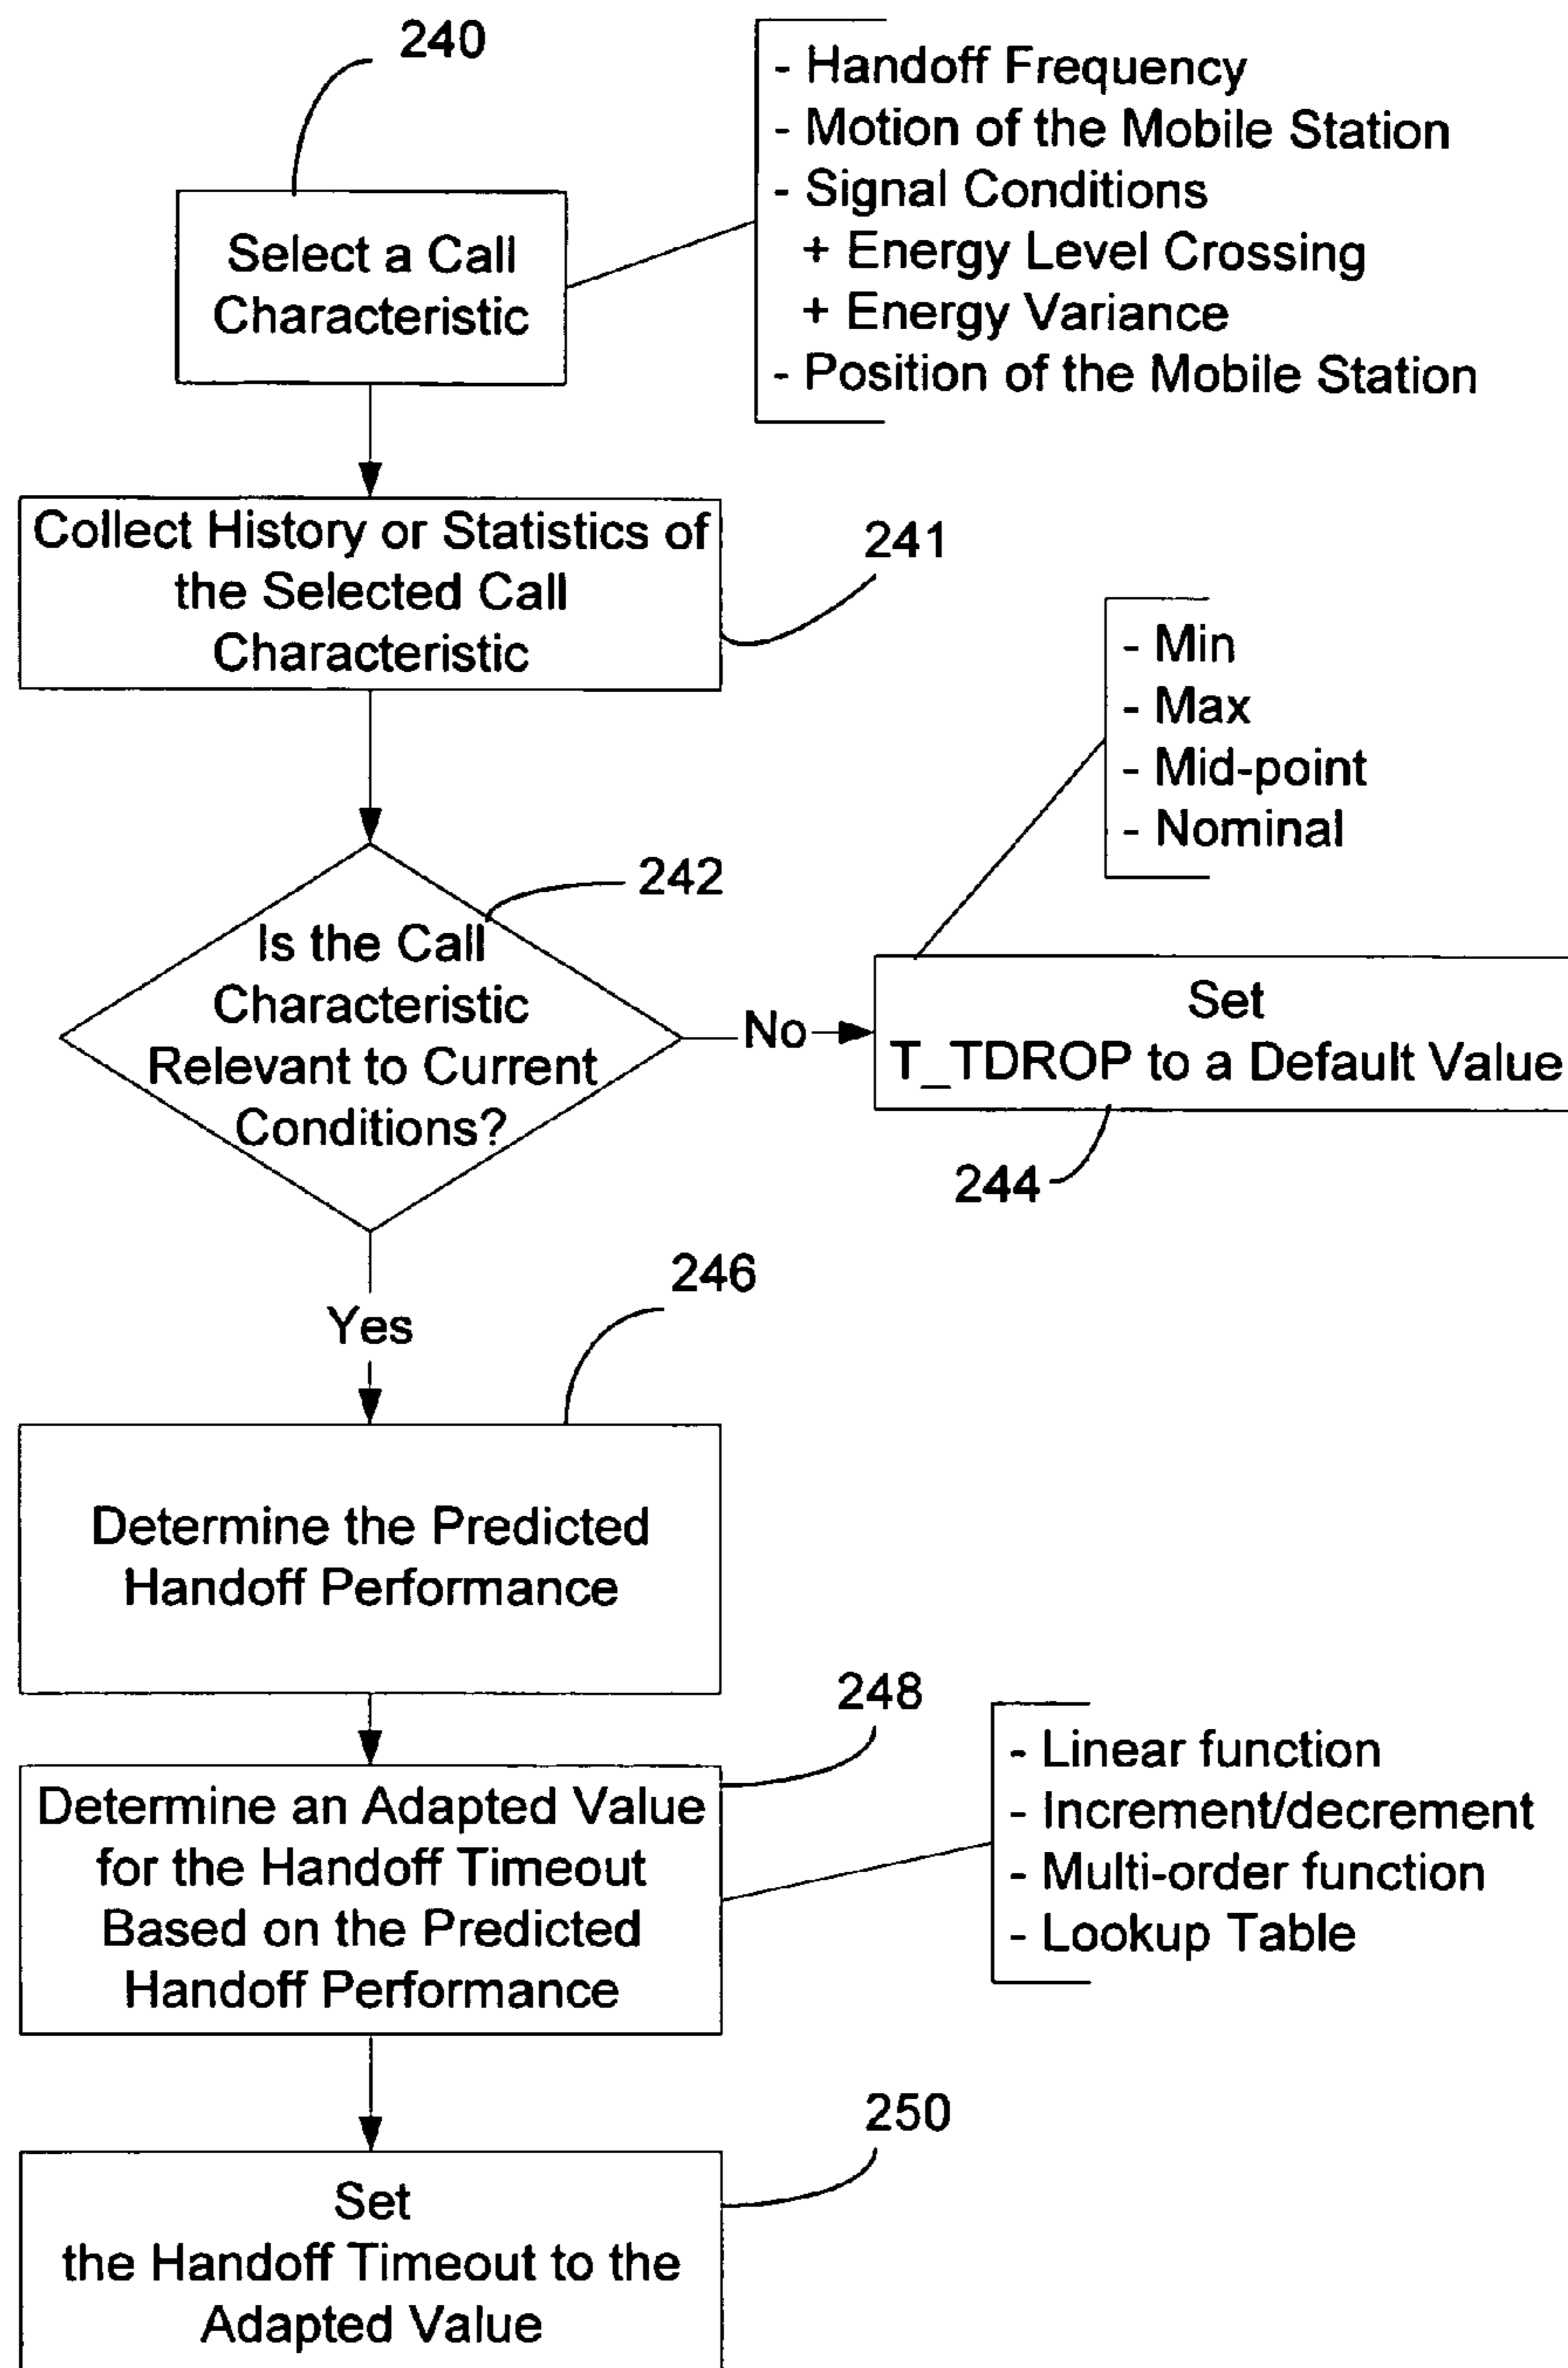 240
- Handoff Frequency
- Motion of the Mobile Station
- Signal Conditions
+ Energy Level Crossing
+ Energy Variance
- Position of the Mobile Station
Select a Call
Characteristic
Collect History or Statistics of
the Selected Call
Characteristic
241
- Min
- Max
- Mid-point
- Nominal
242
Is the Call
Characteristic
Relevant to Current
Conditions?
No
Set
T_TDROP to a Default Value
244
Yes
246
Determine the Predicted
Handoff Performance
248
Determine an Adapted Value
for the Handoff Timeout
Based on the Predicted
Handoff Performance
- Linear function
- Increment/decrement
- Multi-order function
- Lookup Table
250
Set
the Handoff Timeout to the
Adapted Value